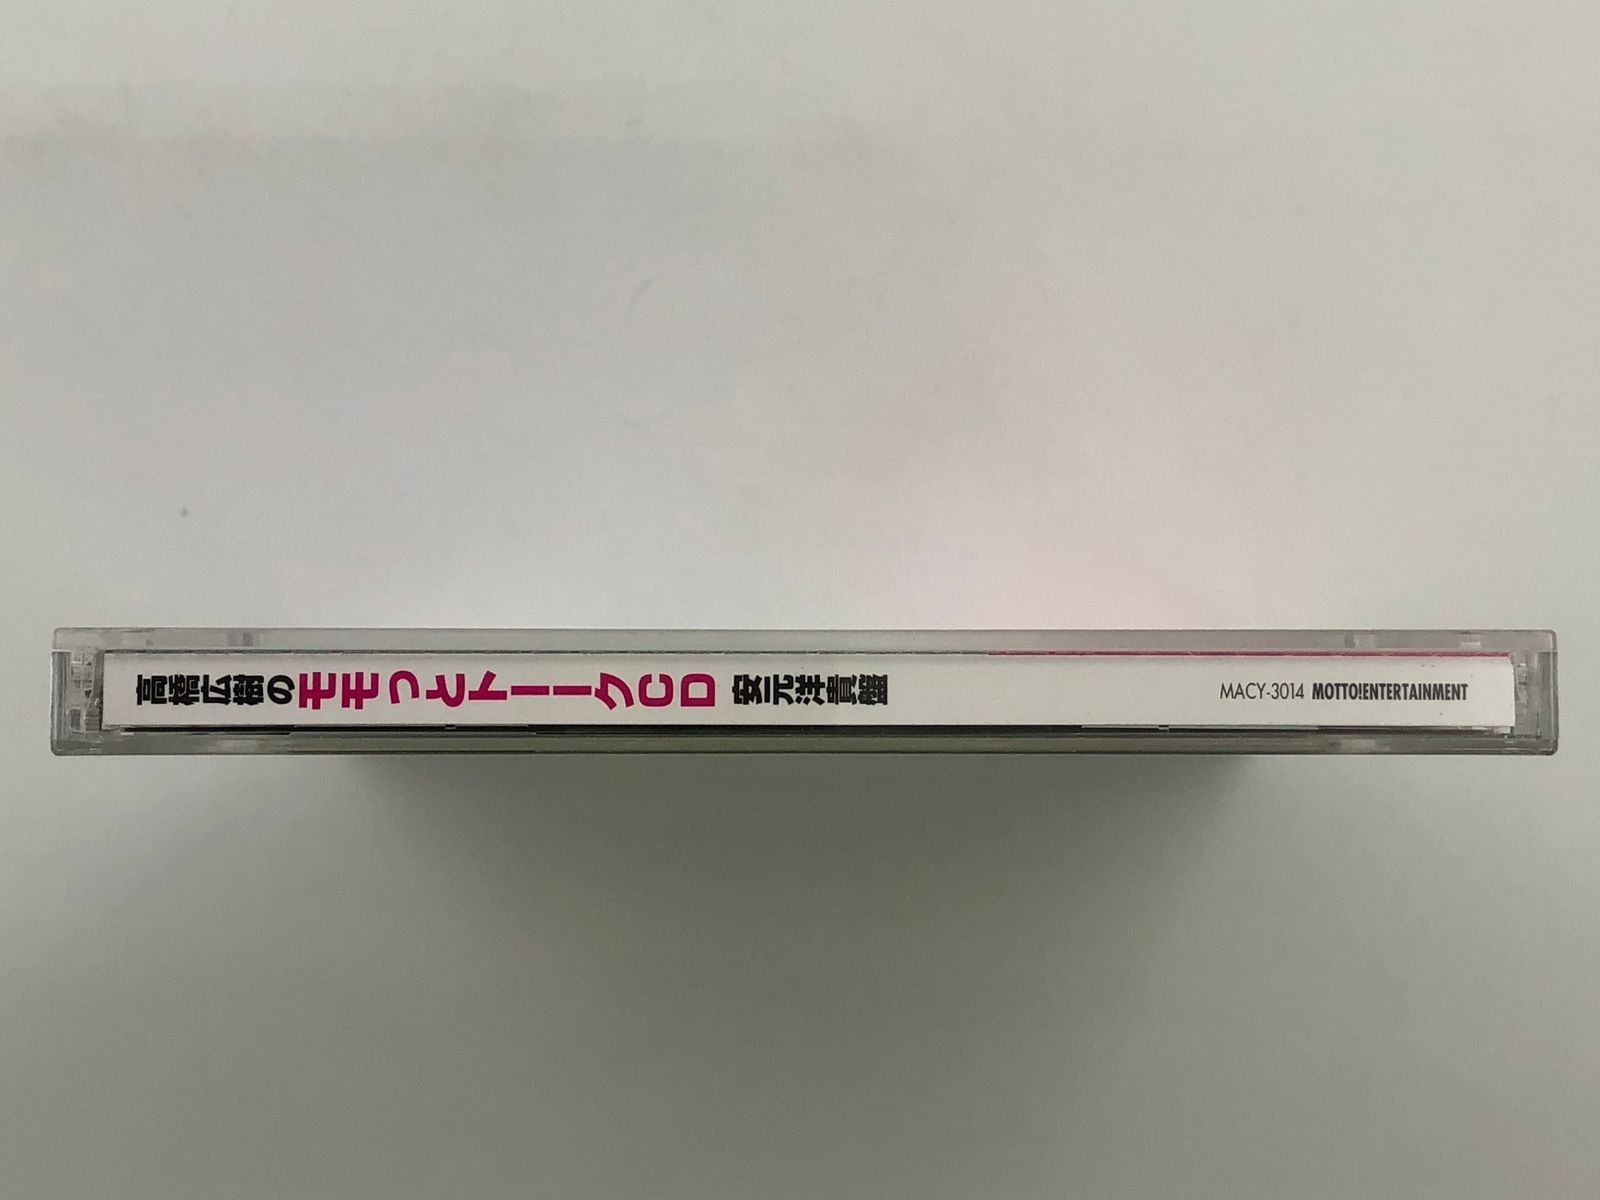 高橋広樹のモモっとトーークCD 安元洋貴盤
MACY-3014 MOTTO!ENTERTAINMENT